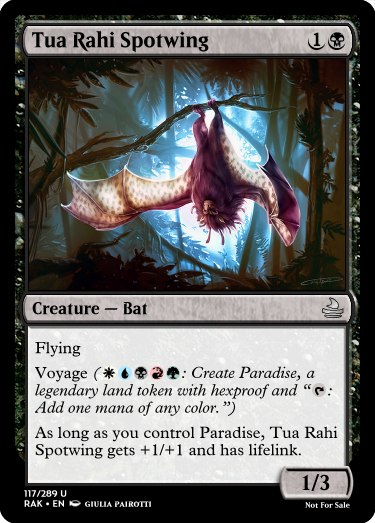 Tua Rahi Spotwing 1
Creature — Bat
Flying
Voyage ( : Create Paradise, a
legendary land token with hexproof and “ :
Add one mana of any color.”)
As long as you control Paradise, Tua Rahi
Spotwing gets +1/+1 and has lifelink.
1/3
117/289 U
RAK • EN GIULIA PAIROTTI
Not For Sale